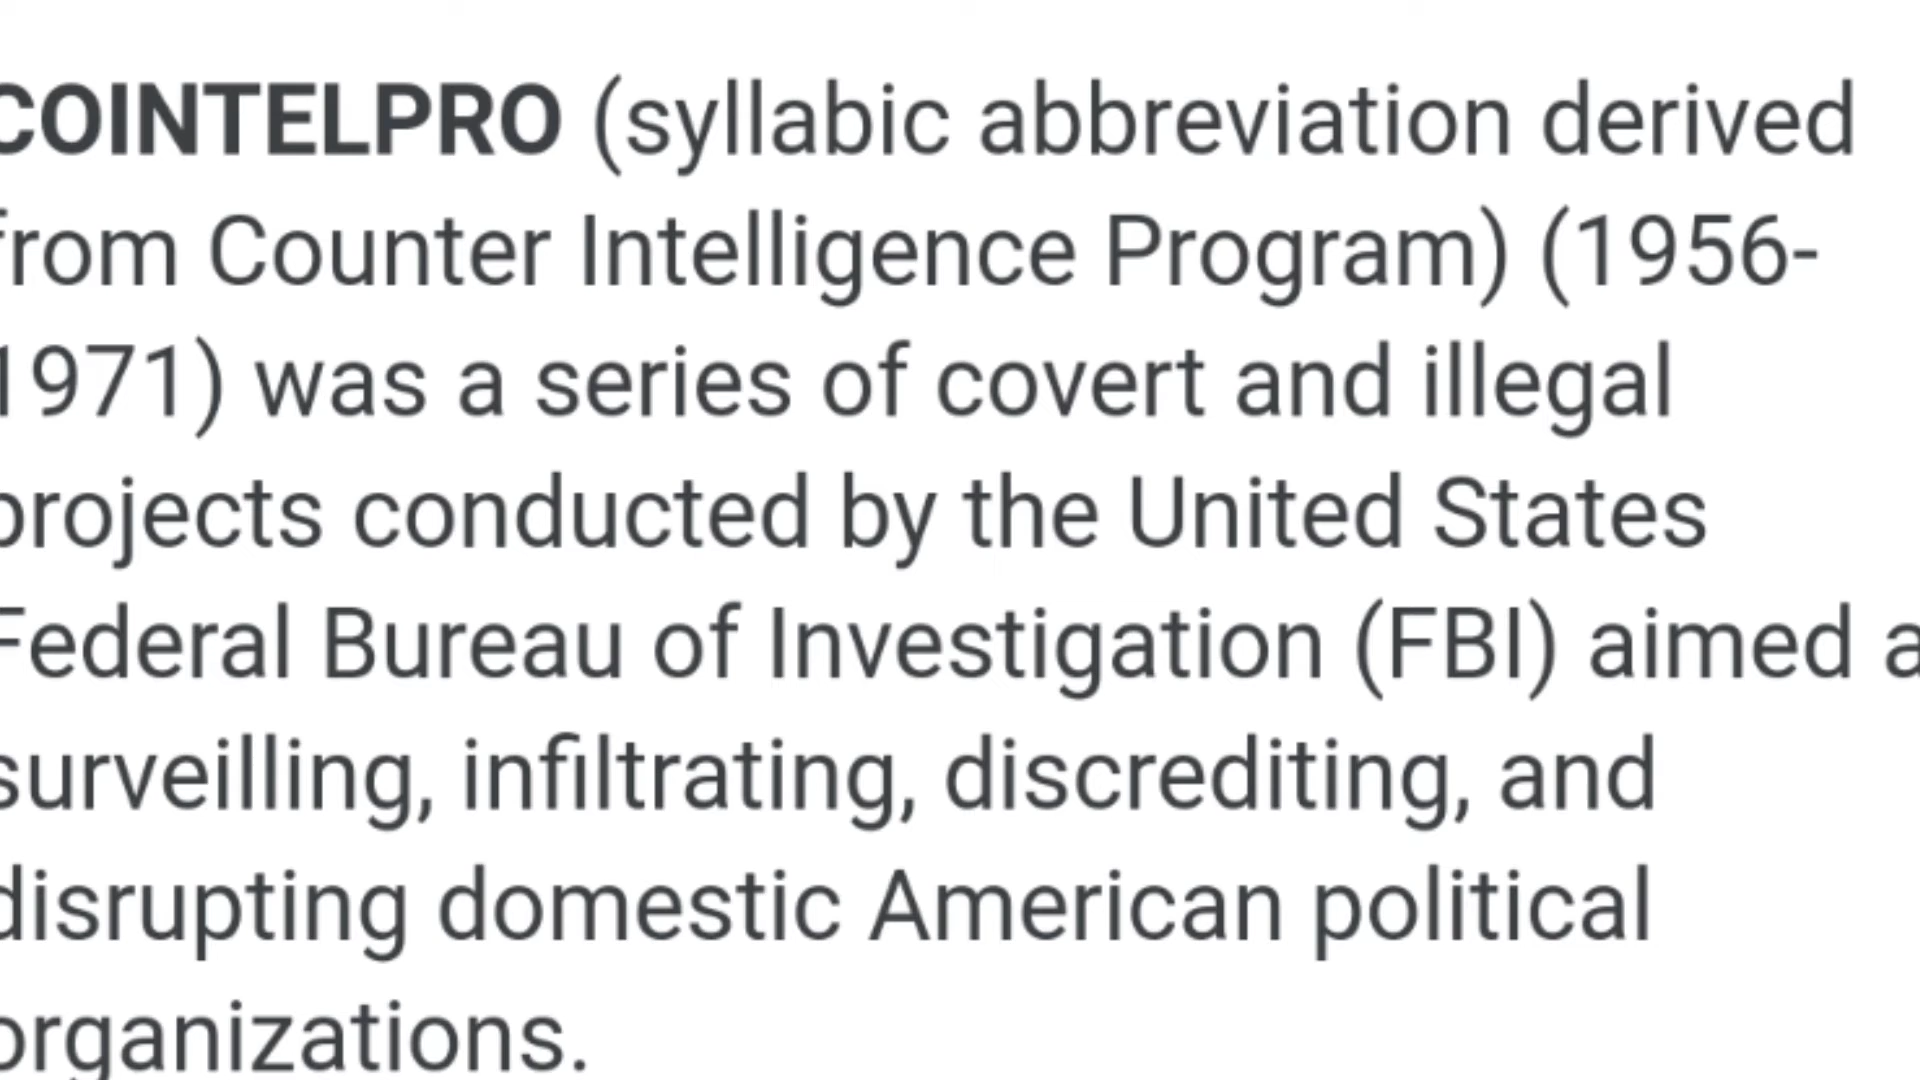 COINTELPRO (syllabic abbreviation derived
from Counter Intelligence Program) (1956-
1971) was a series of covert and illegal
projects conducted by the United States
Federal Bureau of Investigation (FBI) aimed a
surveilling, infiltrating, discrediting, and
disrupting domestic American political
organizations.